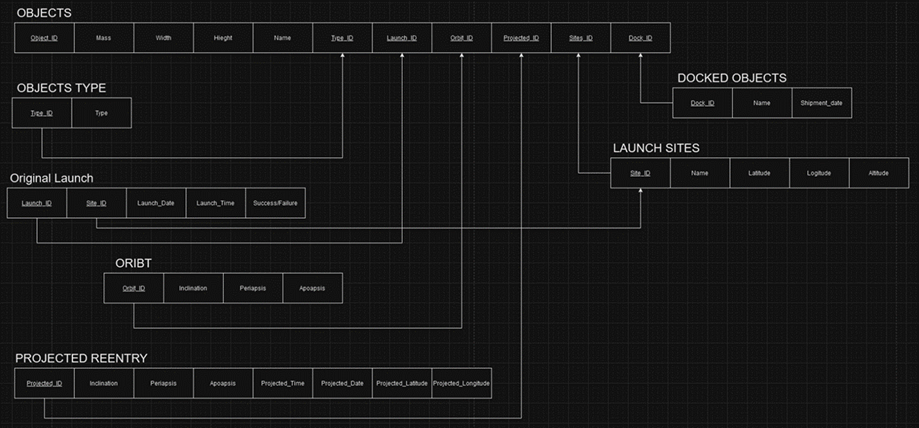 OBJECTS
Object_ID Mass Width Hieght Name Type_ID Launch_ID Orbit_ID Projected_ID Sites_ID Dock_ID
OBJECTS TYPE
Type_ID Type
DOCKED OBJECTS
Dock_ID Name Shipment_date
LAUNCH SITES
Site_ID Name Latitude Logitude Altitude
Original Launch
Launch_ID Site_ID Launch_Date Launch_Time Success/Failure
ORIBT
Orbit_ID Inclination Periapsis Apoapsis
PROJECTED REENTRY
Projected_ID Inclination Periapsis Apoapsis Projected_Time Projected_Date Projected_Latitude Projected_Longitude